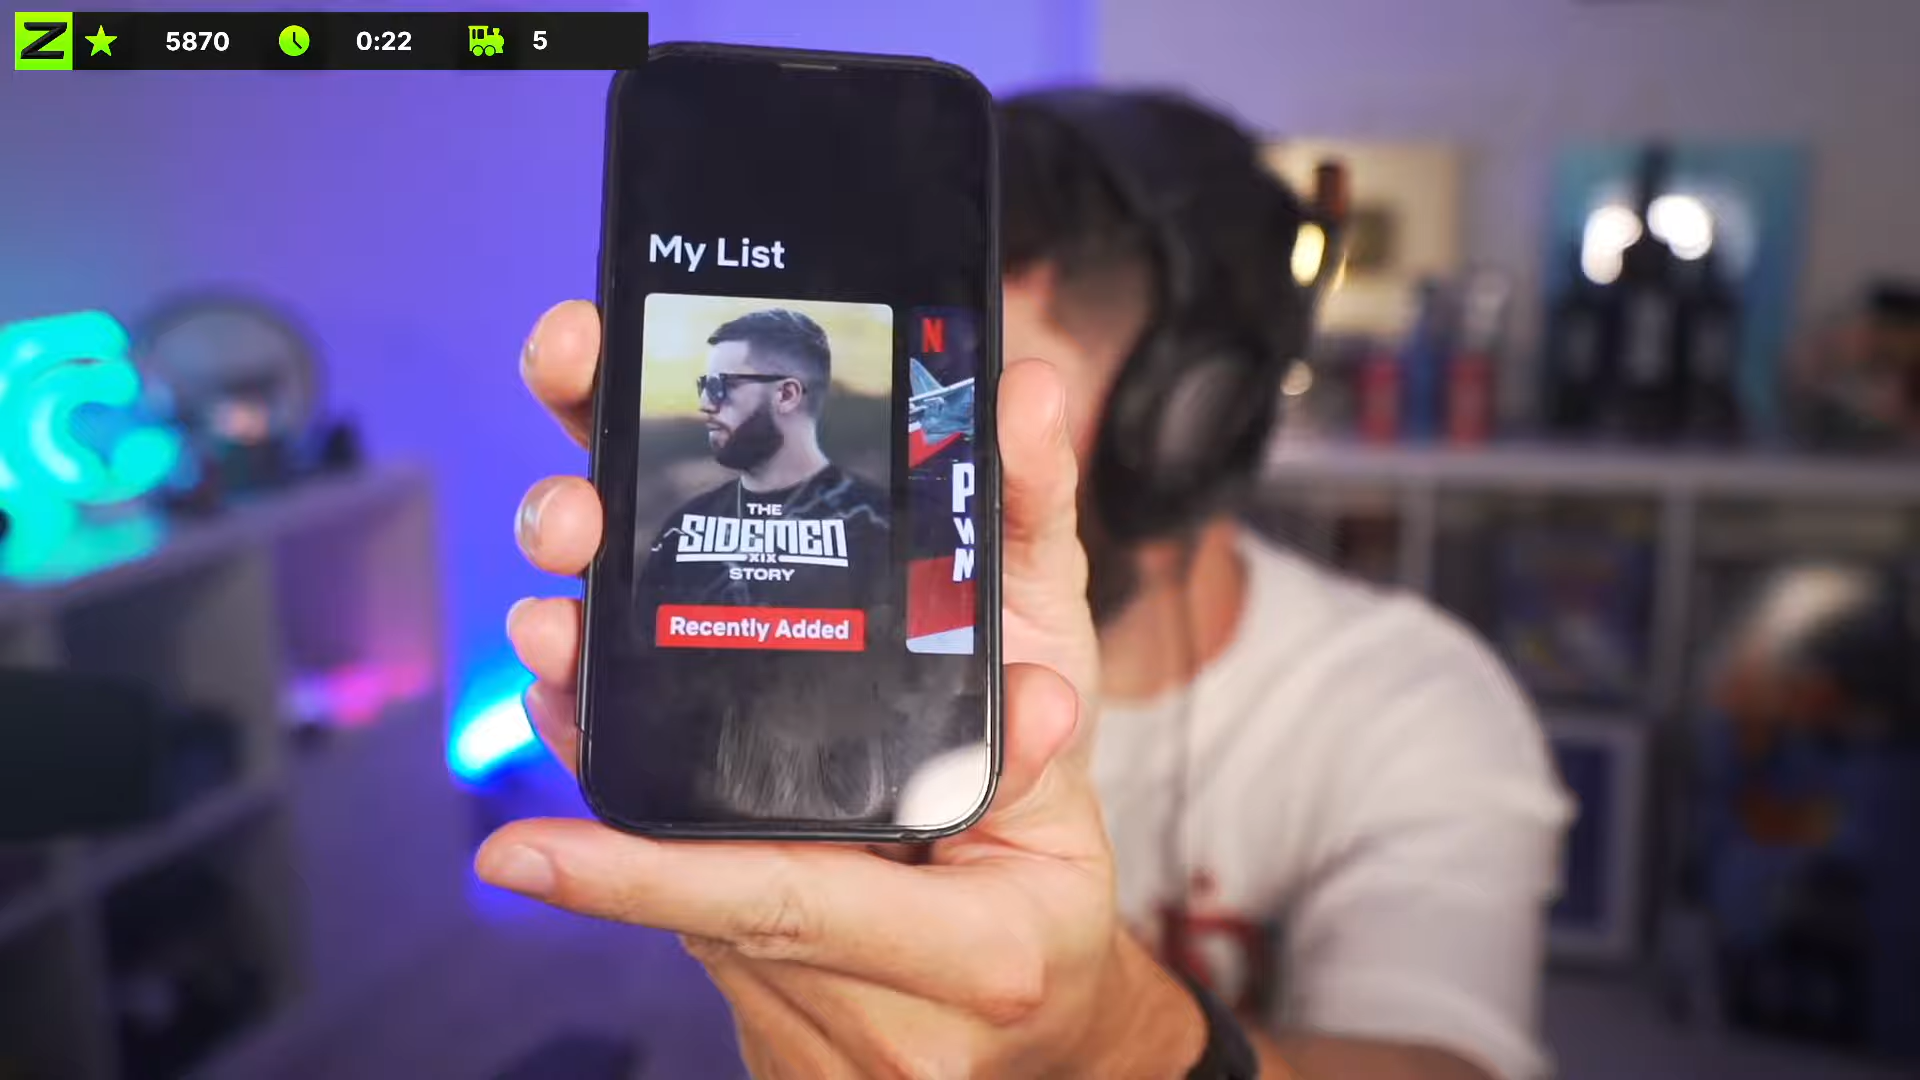 Z
5870
0:22
5
My List
THE
SIDEMEN
XIX
STORY
Recently Added
N
P
W
M